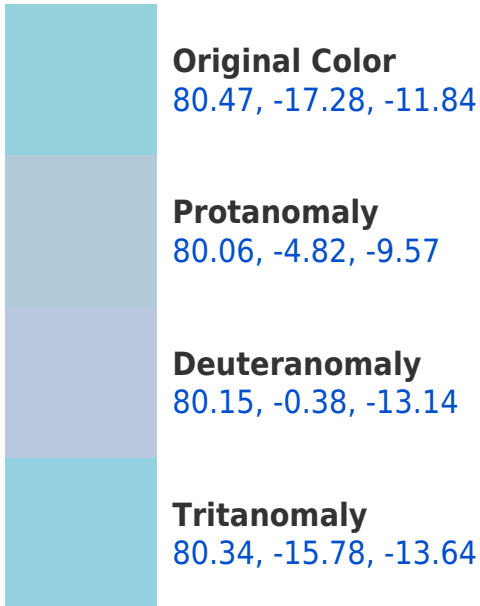 Original Color
80.47, -17.28, -11.84
Protanomaly
80.06, -4.82, -9.57
Deuteranomaly
80.15, -0.38, -13.14
Tritanomaly
80.34, -15.78, -13.64